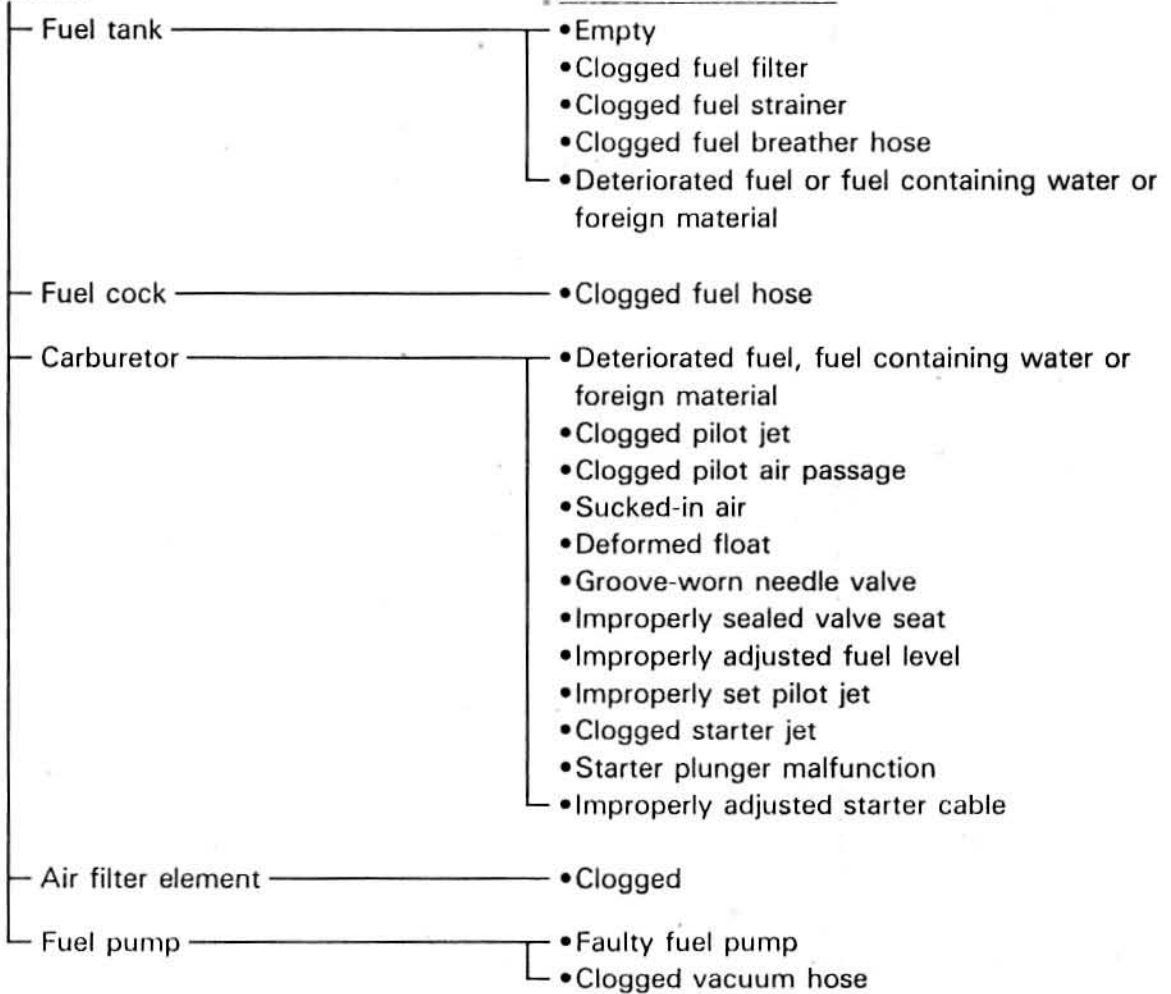 Fuel tank •Empty
•Clogged fuel filter
•Clogged fuel strainer
•Clogged fuel breather hose
•Deteriorated fuel or fuel containing water or
foreign material
Fuel cock •Clogged fuel hose
Carburetor •Deteriorated fuel, fuel containing water or
foreign material
•Clogged pilot jet
•Clogged pilot air passage
•Sucked-in air
•Deformed float
•Groove-worn needle valve
•Improperly sealed valve seat
•Improperly adjusted fuel level
•Improperly set pilot jet
•Clogged starter jet
•Starter plunger malfunction
•Improperly adjusted starter cable
Air filter element •Clogged
Fuel pump •Faulty fuel pump
•Clogged vacuum hose